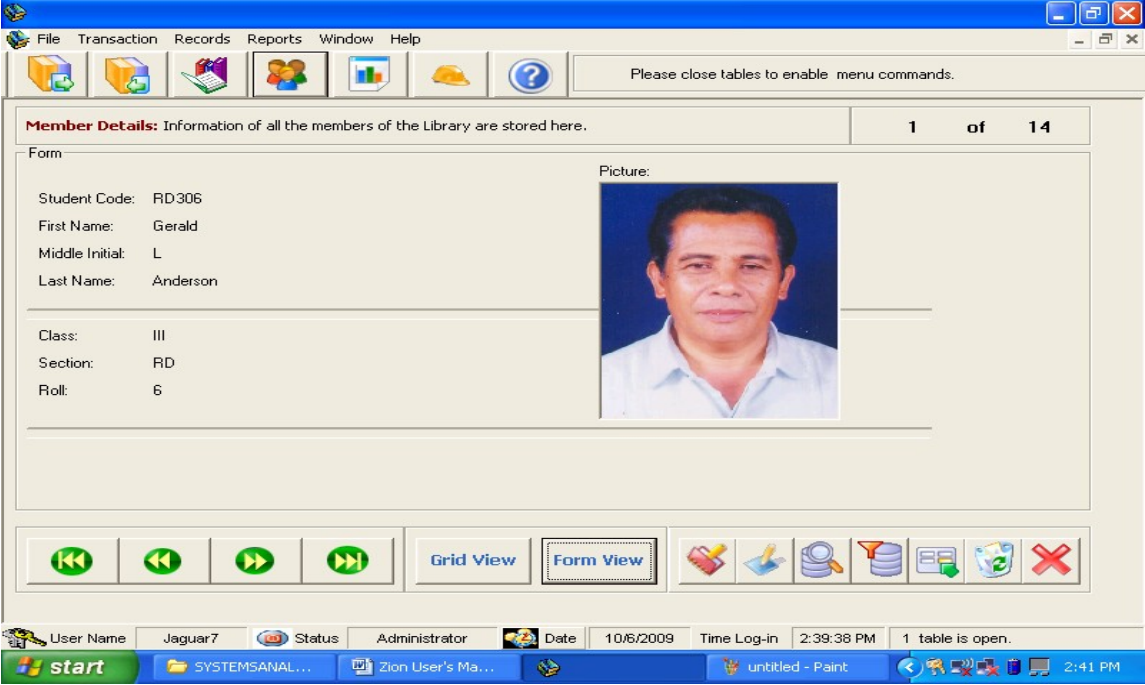 File Transaction Records Reports Window Help
Please close tables to enable menu commands.
Member Details: Information of all the members of the Library are stored here.
1 of 14
Form
Picture:
Student Code: RD306
First Name: Gerald
Middle Initial: L
Last Name: Anderson
Class: III
Section: RD
Roll: 6
Grid View
Form View
User Name Jaguar7 Status Administrator Date 10/6/2009 Time Log-in 2:39:38 PM 1 table is open.
start SYSTEMSANAL... Zion User's Ma... untitled - Paint 2:41 PM